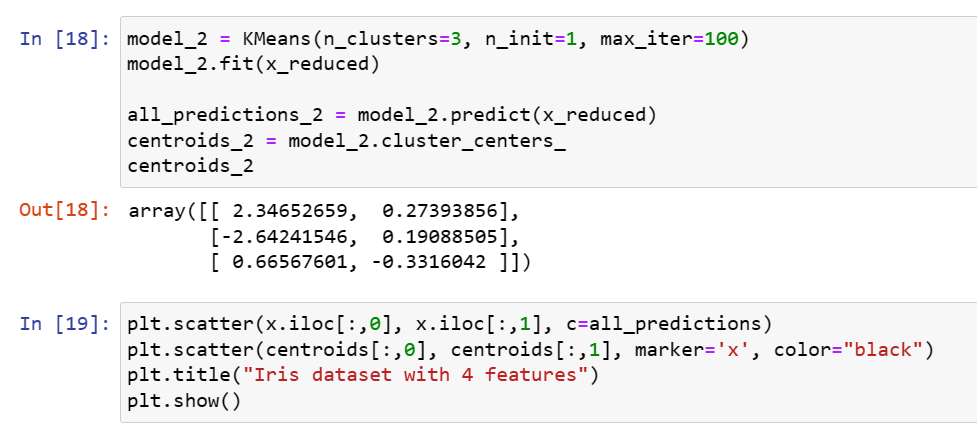 In [18]: model_2 = KMeans(n_clusters=3, n_init=1, max_iter=100)
model_2.fit(x_reduced)

all_predictions_2 = model_2.predict(x_reduced)
centroids_2 = model_2.cluster_centers_
centroids_2
Out[18]: array([[ 2.34652659,  0.27393856],
       [-2.64241546,  0.19088505],
       [ 0.66567601, -0.3316042 ]])
In [19]: plt.scatter(x.iloc[:,0], x.iloc[:,1], c=all_predictions)
plt.scatter(centroids[:,0], centroids[:,1], marker='x', color="black")
plt.title("Iris dataset with 4 features")
plt.show()